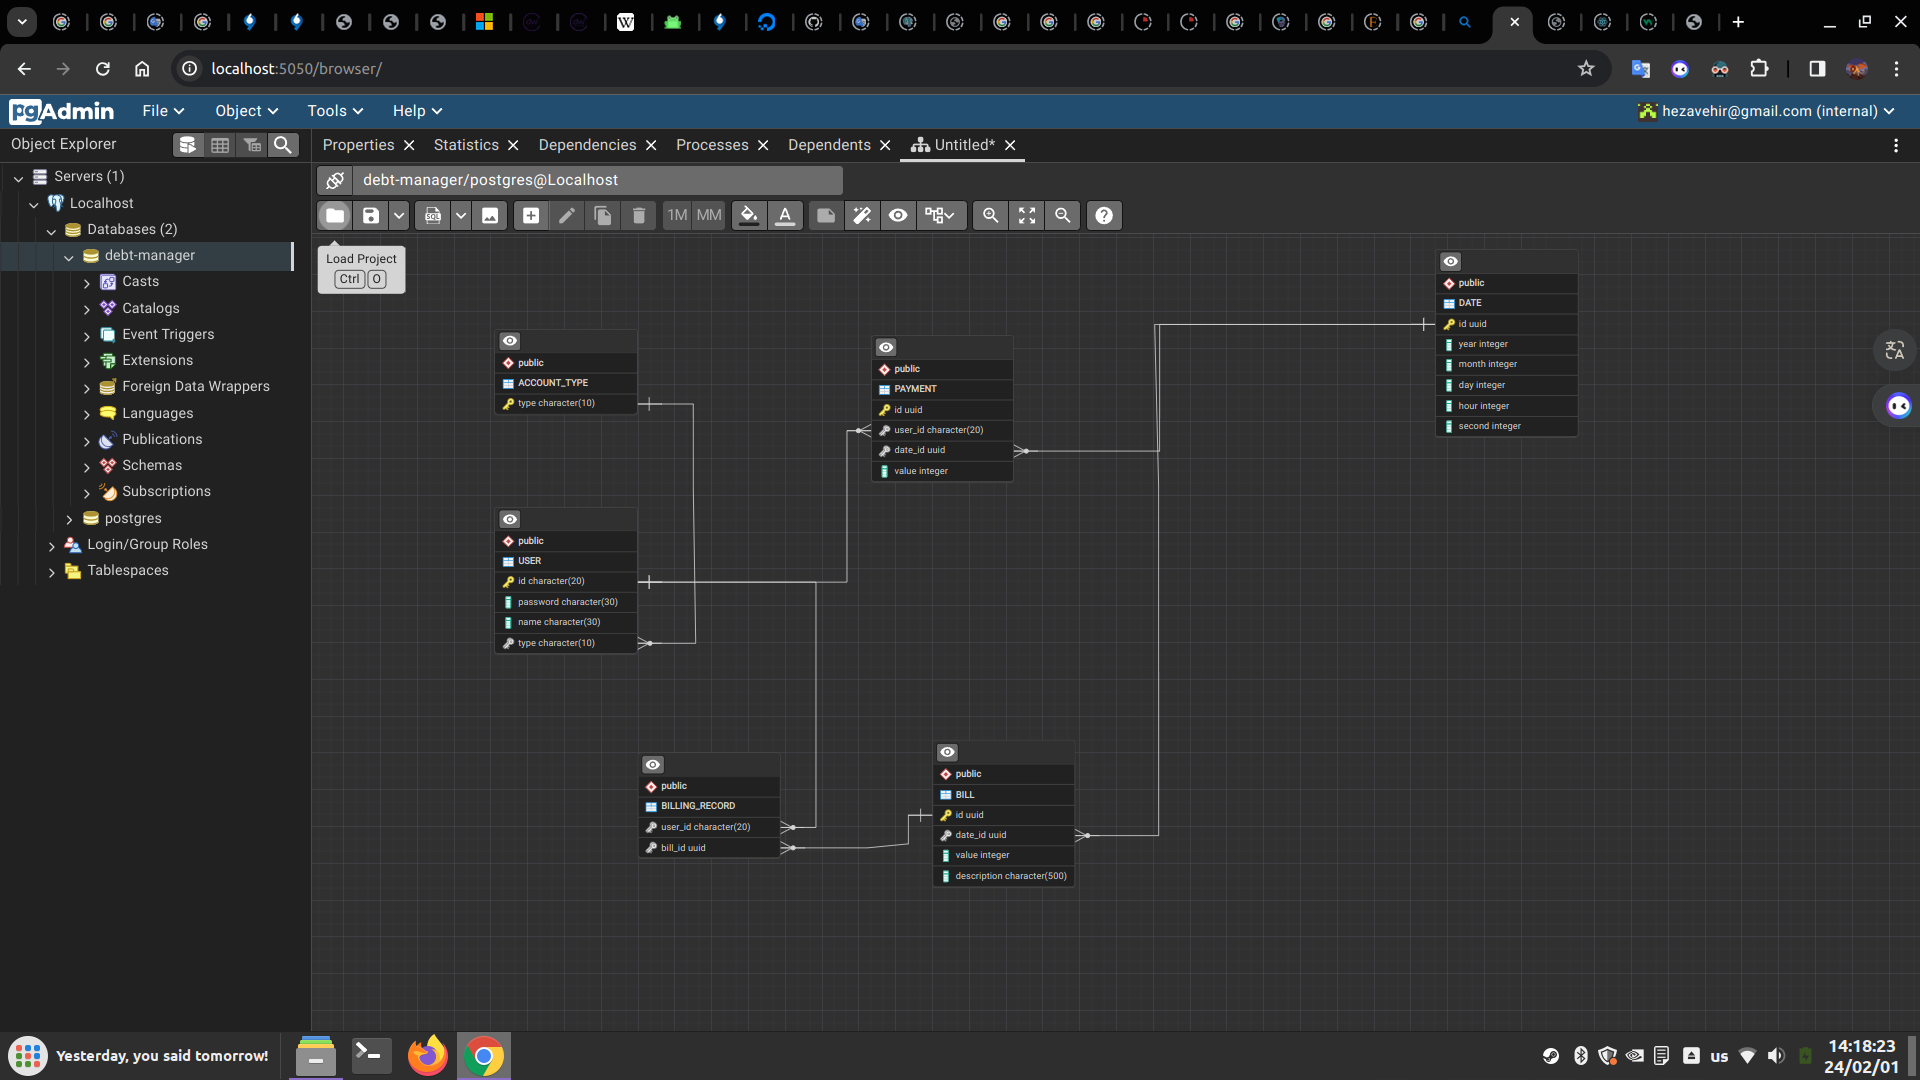 localhost:5050/browser/
pgAdmin
File
Object
Tools
Help
hezavehir@gmail.com (internal)
Object Explorer
Properties
Statistics
Dependencies
Processes
Dependents
Untitled*
debt-manager/postgres@Localhost
SQL
1M
MM
Load Project
Ctrl
O
Servers (1)
Localhost
Databases (2)
debt-manager
Casts
Catalogs
Event Triggers
Extensions
Foreign Data Wrappers
Languages
Publications
Schemas
Subscriptions
postgres
Login/Group Roles
Tablespaces
public
ACCOUNT_TYPE
type character(10)
public
USER
id character(20)
password character(30)
name character(30)
type character(10)
public
PAYMENT
id uuid
user_id character(20)
date_id uuid
value integer
public
DATE
id uuid
year integer
month integer
day integer
hour integer
second integer
public
BILLING_RECORD
user_id character(20)
bill_id uuid
public
BILL
id uuid
date_id uuid
value integer
description character(500)
Yesterday, you said tomorrow!
us
14:18:23
24/02/01